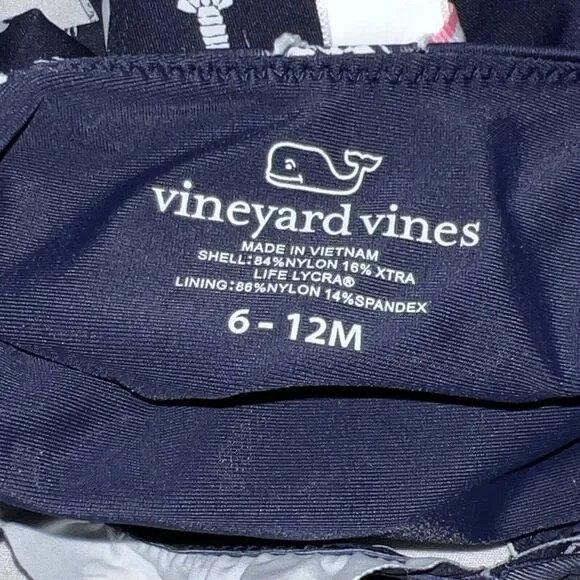 vineyard vines
MADE IN VIETNAM
SHELL:84%NYLON 16% XTRA
LIFE LYCRA®
LINING:86%NYLON 14%SPANDEX
6 - 12M